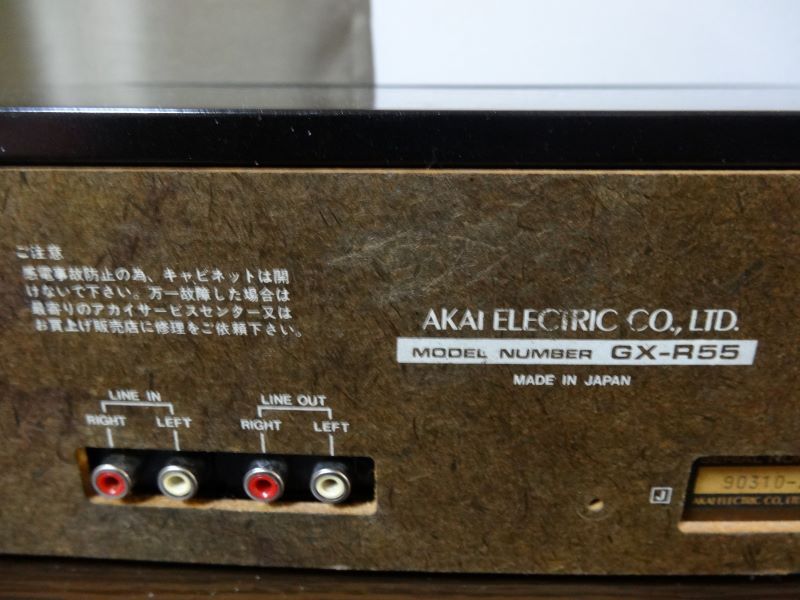 ご注意
感電事故防止の為、キャビネットは開
けないで下さい。万一故障した場合は
最寄りのアカイサービスセンター又は
お買上げ販売店に修理をご依頼下さい。
AKAI ELECTRIC CO., LTD.
MODEL NUMBER GX-R55
MADE IN JAPAN
LINE IN
LINE OUT
RIGHT LEFT
RIGHT LEFT
J
90310-
AKAI ELECTRIC CO., LT